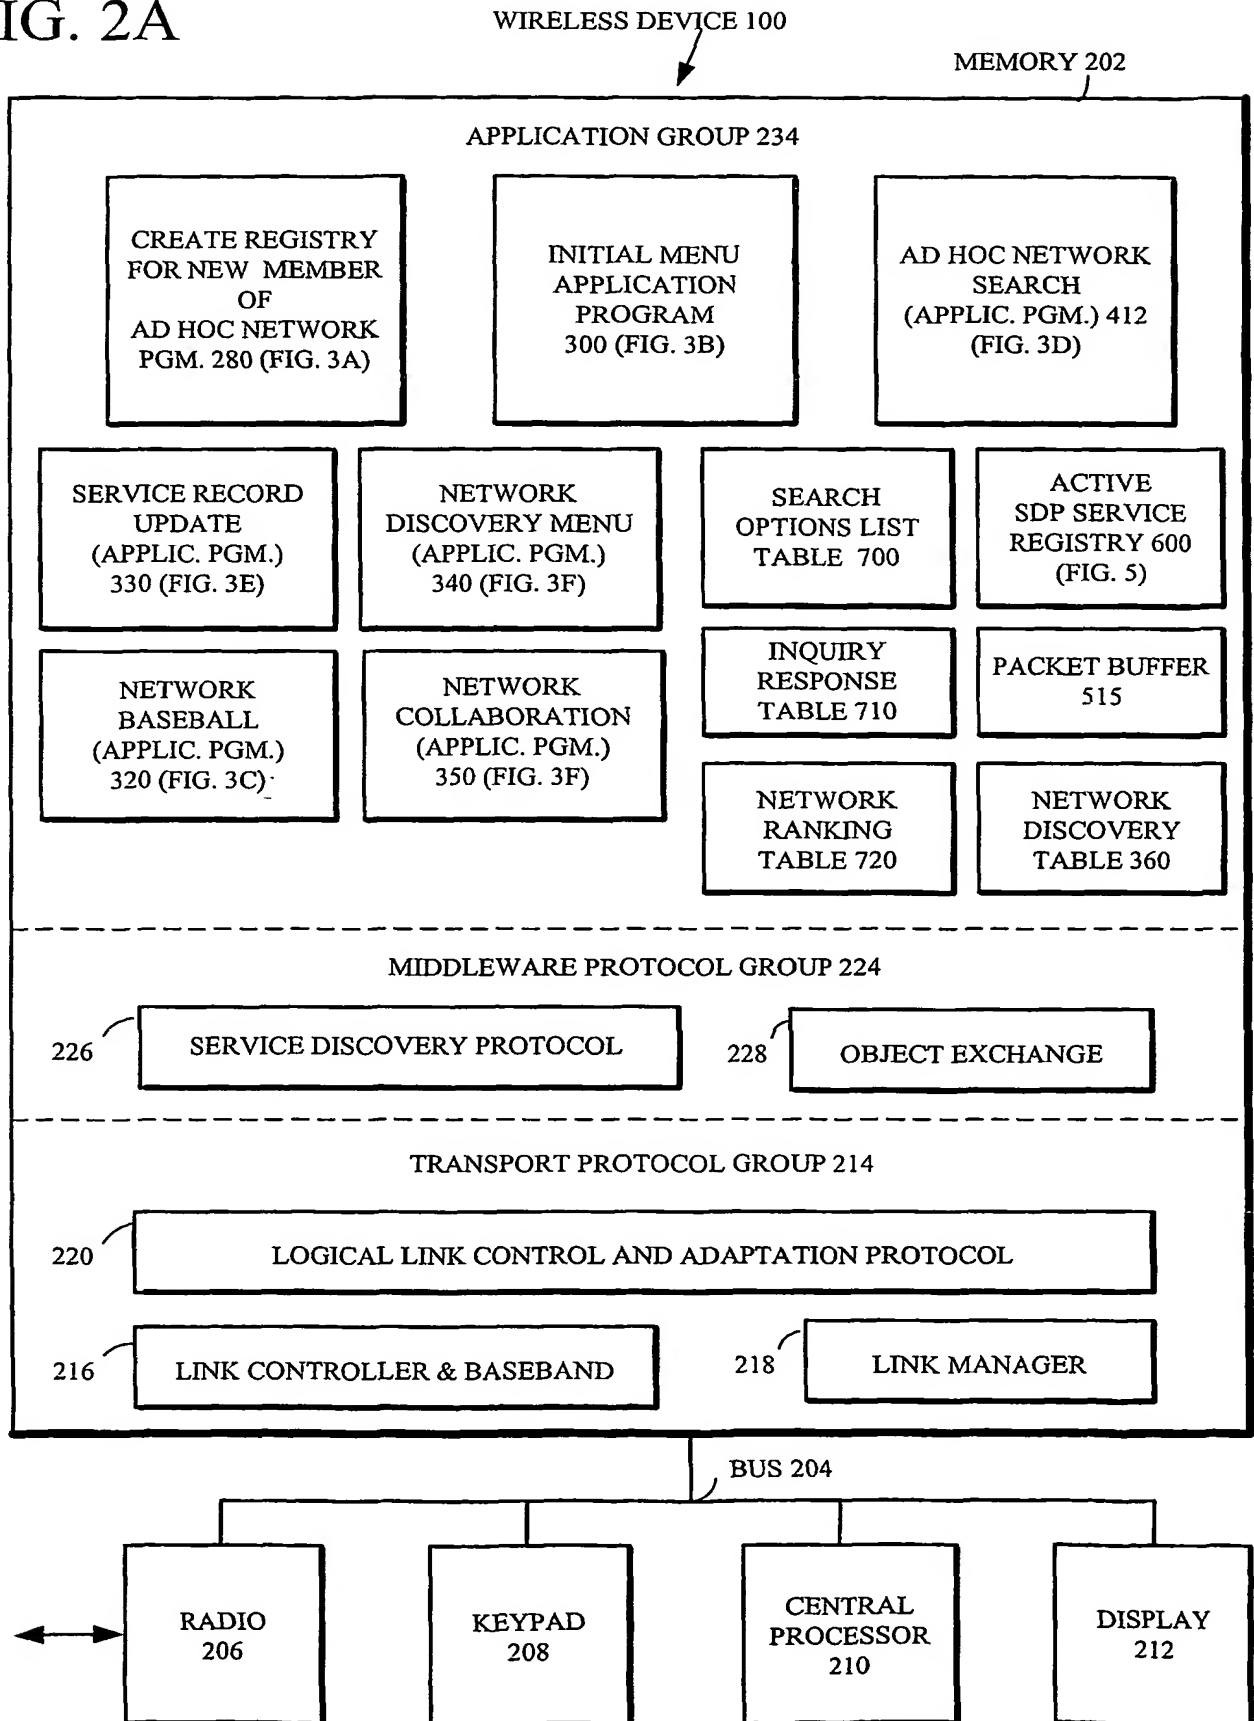 IG. 2A
WIRELESS DEVICE 100
MEMORY 202
APPLICATION GROUP 234
CREATE REGISTRY
FOR NEW MEMBER
OF
AD HOC NETWORK
PGM. 280 (FIG. 3A)
INITIAL MENU
APPLICATION
PROGRAM
300 (FIG. 3B)
AD HOC NETWORK
SEARCH
(APPLIC. PGM.) 412
(FIG. 3D)
SERVICE RECORD
UPDATE
(APPLIC. PGM.)
330 (FIG. 3E)
NETWORK
DISCOVERY MENU
(APPLIC. PGM.)
340 (FIG. 3F)
SEARCH
OPTIONS LIST
TABLE 700
ACTIVE
SDP SERVICE
REGISTRY 600
(FIG. 5)
NETWORK
BASEBALL
(APPLIC. PGM.)
320 (FIG. 3C)
NETWORK
COLLABORATION
(APPLIC. PGM.)
350 (FIG. 3F)
INQUIRY
RESPONSE
TABLE 710
PACKET BUFFER
515
NETWORK
RANKING
TABLE 720
NETWORK
DISCOVERY
TABLE 360
MIDDLEWARE PROTOCOL GROUP 224
226
SERVICE DISCOVERY PROTOCOL
228
OBJECT EXCHANGE
TRANSPORT PROTOCOL GROUP 214
220
LOGICAL LINK CONTROL AND ADAPTATION PROTOCOL
216
LINK CONTROLLER & BASEBAND
218
LINK MANAGER
BUS 204
RADIO
206
KEYPAD
208
CENTRAL
PROCESSOR
210
DISPLAY
212